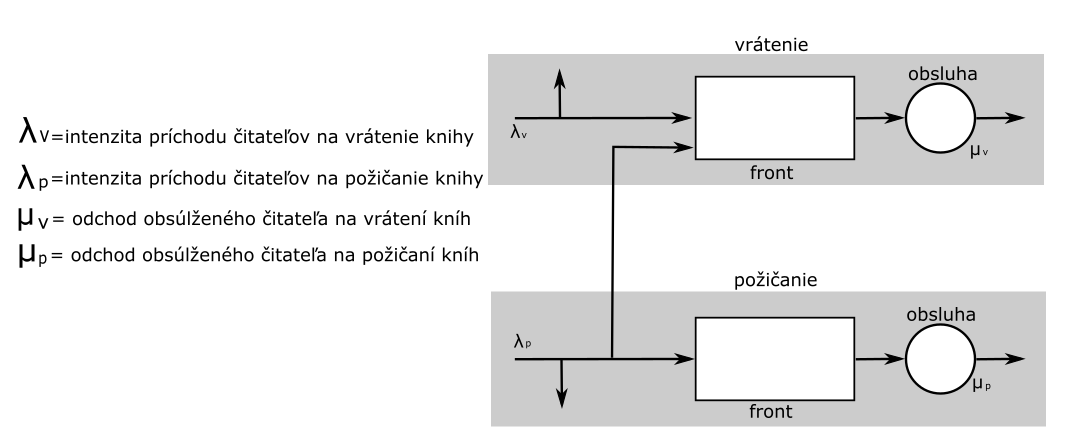 λv=intenzita príchodu čitateľov na vrátenie knihy
λp=intenzita príchodu čitateľov na požičanie knihy
μv= odchod obsúlženého čitateľa na vrátení kníh
μp= odchod obsúlženého čitateľa na požičaní kníh
vrátenie
obsluha
λv
μv
front
požičanie
obsluha
λp
μp
front